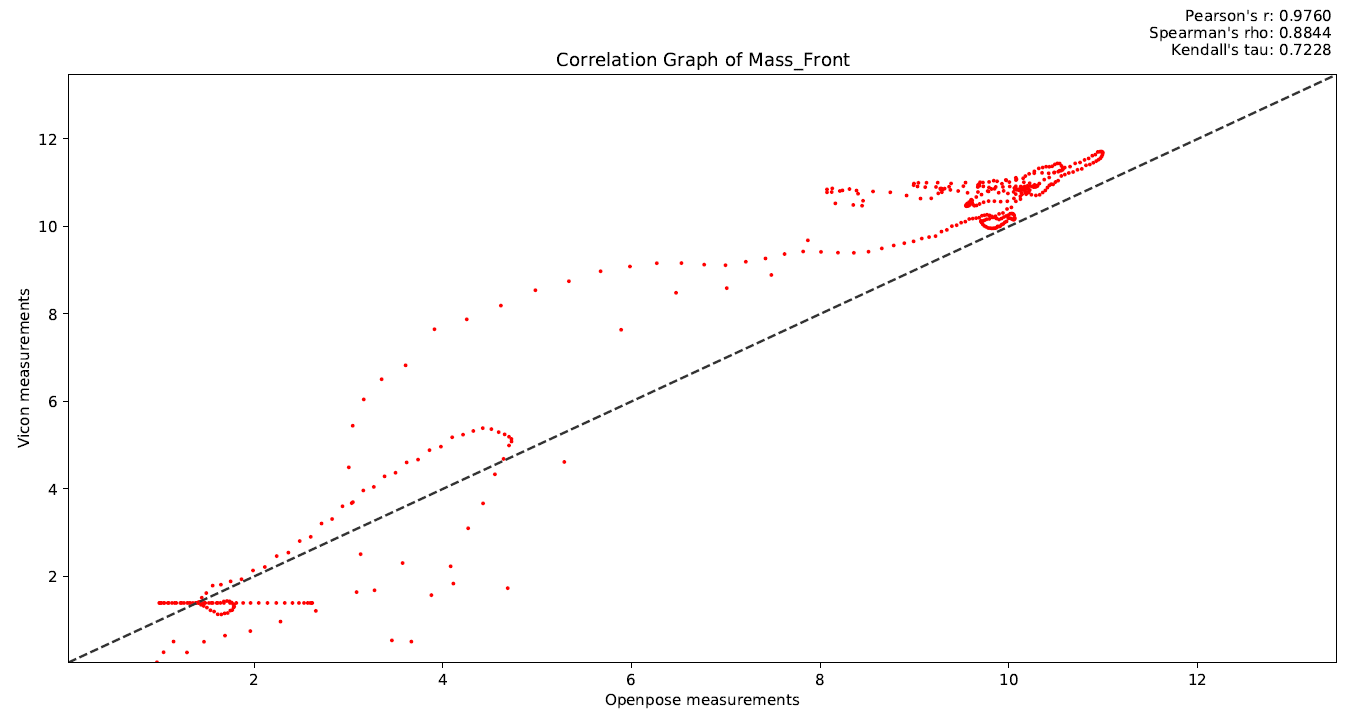 Pearson's r: 0.9760
Spearman's rho: 0.8844
Kendall's tau: 0.7228
Correlation Graph of Mass_Front
12
10
8
6
4
2
Vicon measurements
2 4 6 8 10 12
Openpose measurements